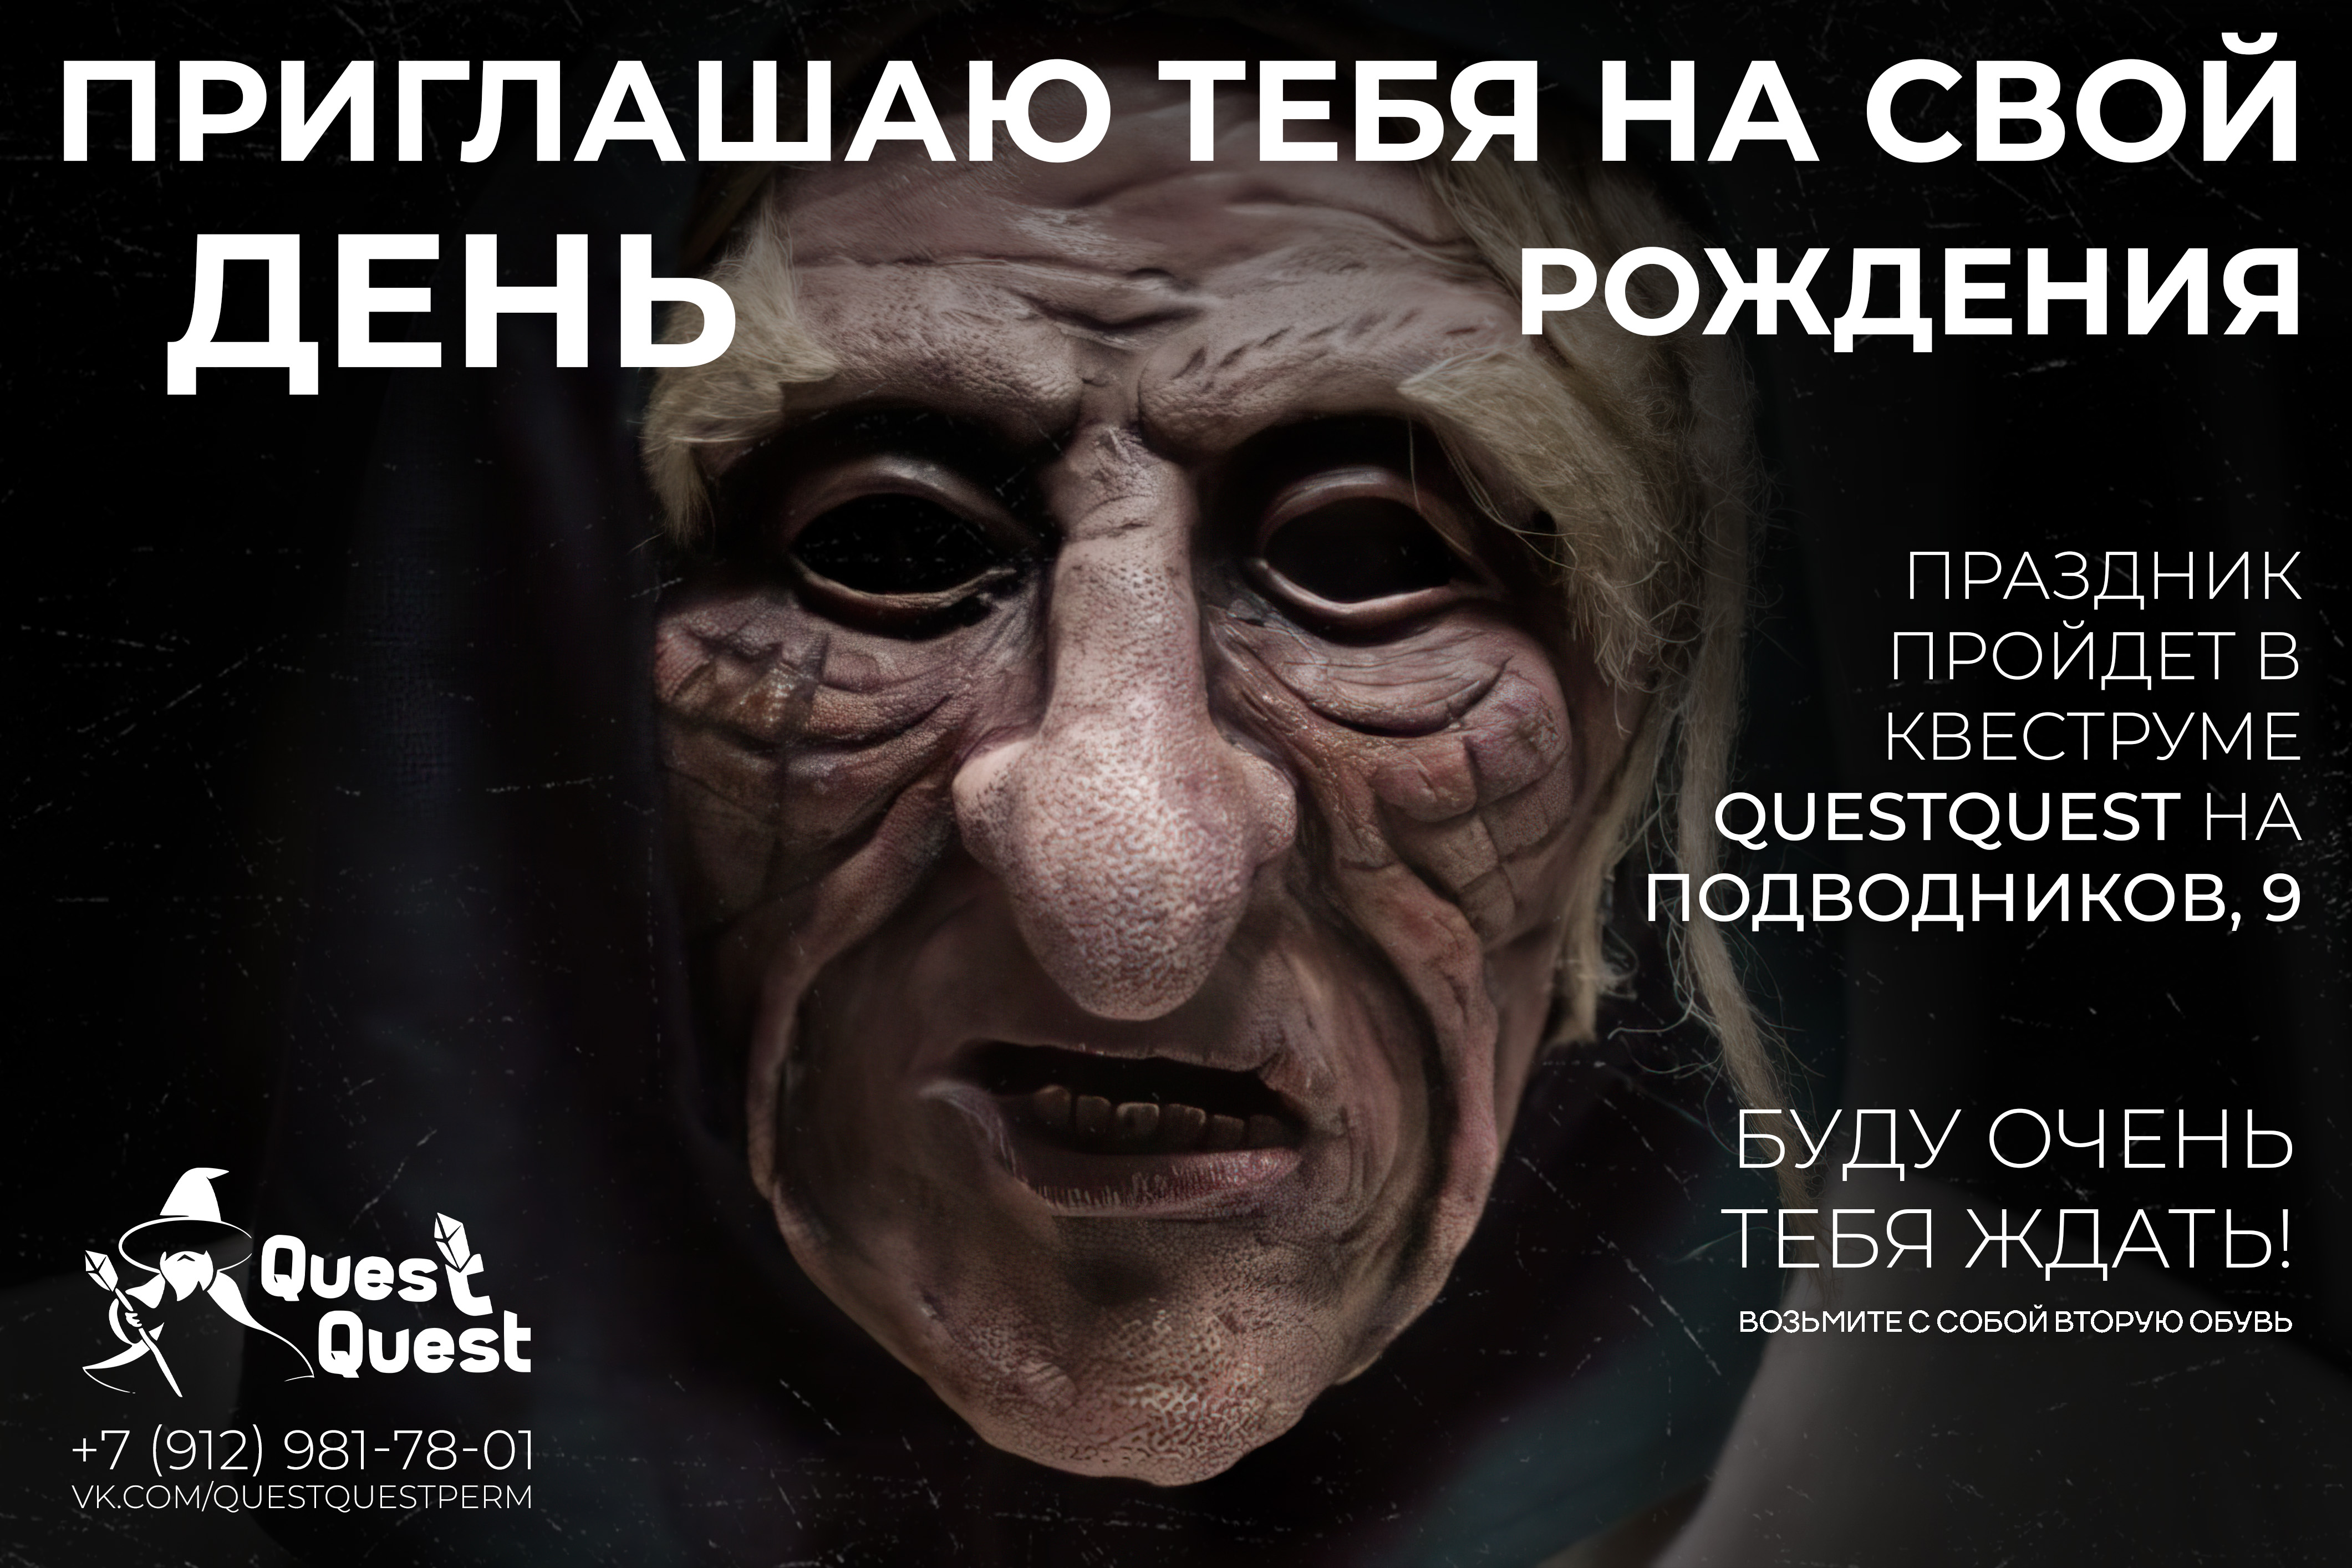 ПРИГЛАШАЮ ТЕБЯ НА СВОЙ
ДЕНЬ РОЖДЕНИЯ
ПРАЗДНИК
ПРОЙДЕТ В
КВЕСТРУМЕ
QUESTQUEST НА
ПОДВОДНИКОВ, 9
БУДУ ОЧЕНЬ
ТЕБЯ ЖДАТЬ!
ВОЗЬМИТЕ С СОБОЙ ВТОРУЮ ОБУВЬ
Quest
Quest
+7 (912) 981-78-01
VK.COM/QUESTQUESTPERM